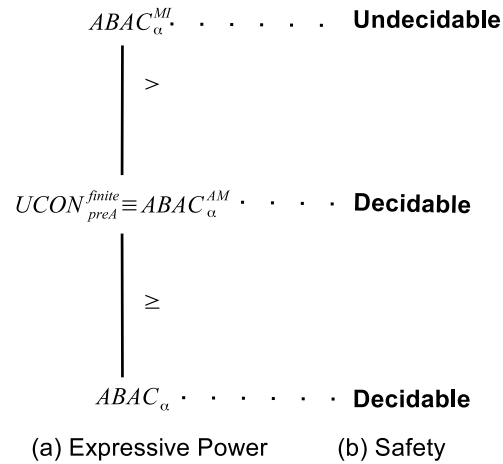 ABAC_α^MI · · · · · · Undecidable
>
UCON_preA^finite ≡ ABAC_α^AM · · · · Decidable
≥
ABAC_α · · · · · · Decidable
(a) Expressive Power (b) Safety